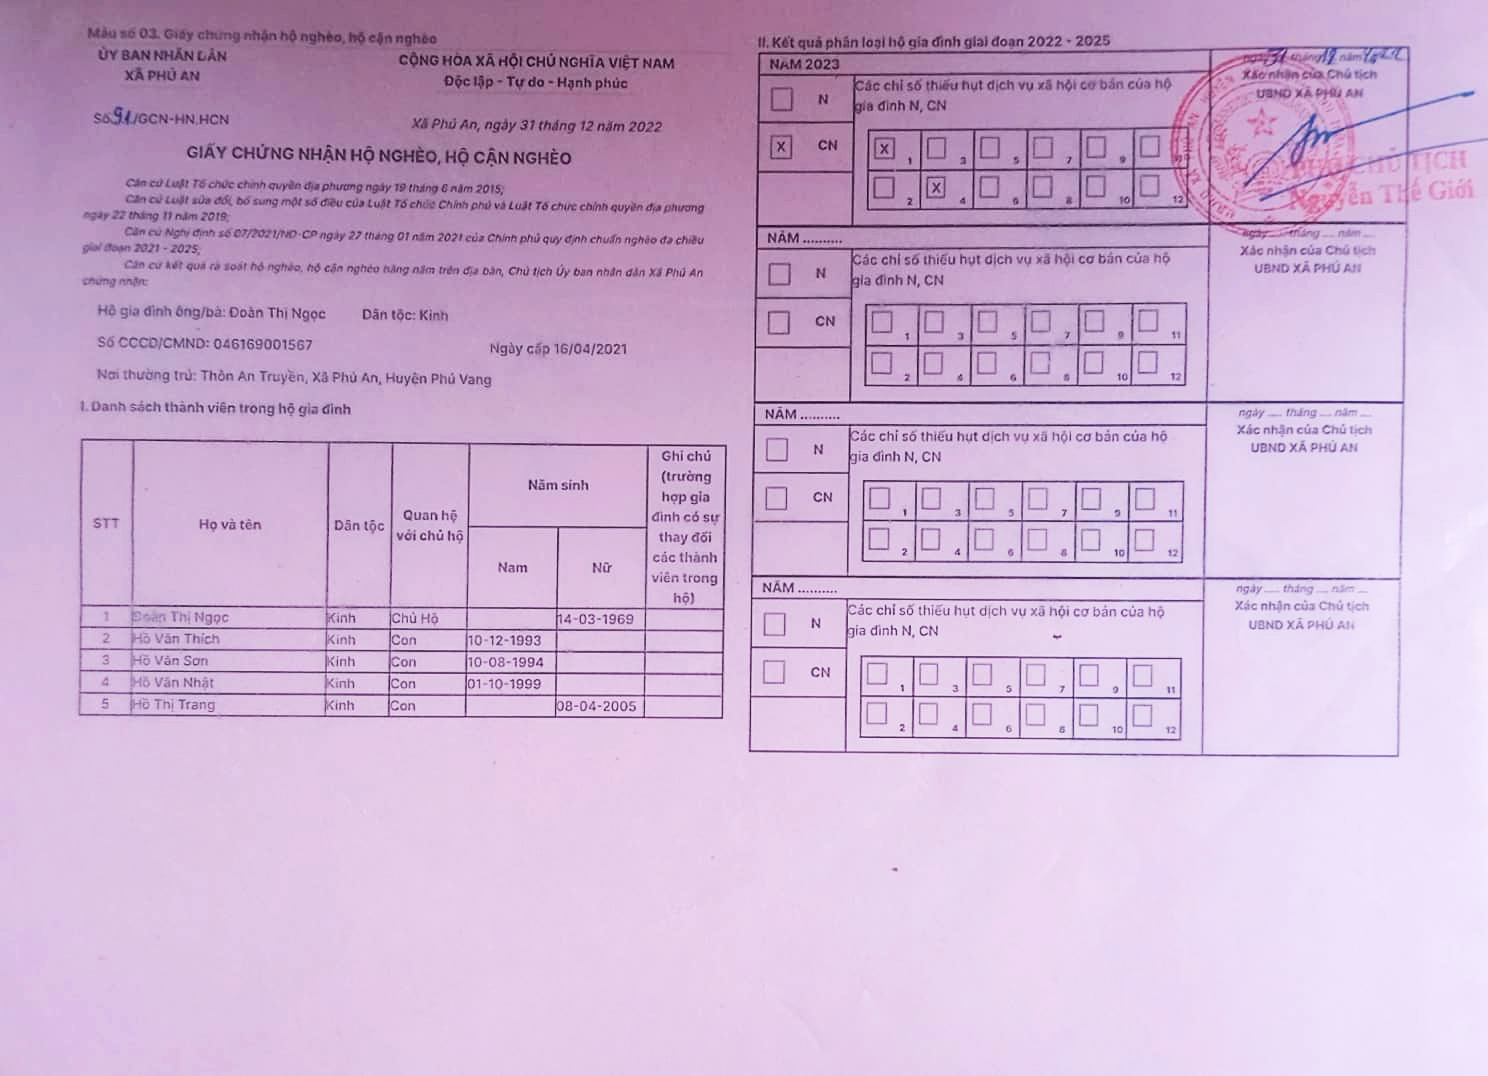 Mẫu số 03. Giấy chứng nhận hộ nghèo, hộ cận nghèo
ỦY BAN NHÂN DÂN
XÃ PHÚ AN
CỘNG HÒA XÃ HỘI CHỦ NGHĨA VIỆT NAM
Độc lập - Tự do - Hạnh phúc
Số 91/GCN-HN.HCN
Xã Phú An, ngày 31 tháng 12 năm 2022
GIẤY CHỨNG NHẬN HỘ NGHÈO, HỘ CẬN NGHÈO
Căn cứ Luật Tổ chức chính quyền địa phương ngày 19 tháng 6 năm 2015;
Căn cứ Luật sửa đổi, bổ sung một số điều của Luật Tổ chức Chính phủ và Luật Tổ chức chính quyền địa phương
ngày 22 tháng 11 năm 2019;
Căn cứ Nghị định số 07/2021/NĐ-CP ngày 27 tháng 01 năm 2021 của Chính phủ quy định chuẩn nghèo đa chiều
giai đoạn 2021 - 2025;
Căn cứ kết quả rà soát hộ nghèo, hộ cận nghèo hằng năm trên địa bàn, Chủ tịch Ủy ban nhân dân Xã Phú An
chứng nhận:
Hộ gia đình ông/bà: Đoàn Thị Ngọc Dân tộc: Kinh
Số CCCD/CMND: 046169001567 Ngày cấp 16/04/2021
Nơi thường trú: Thôn An Truyền, Xã Phú An, Huyện Phú Vang
I. Danh sách thành viên trong hộ gia đình
STT Họ và tên Dân tộc Quan hệ với chủ hộ Năm sinh Nam Nữ Ghi chú (trường hợp gia đình có sự thay đổi các thành viên trong hộ)
1 Đoàn Thị Ngọc Kinh Chủ Hộ 14-03-1969
2 Hồ Văn Thích Kinh Con 10-12-1993
3 Hồ Văn Sơn Kinh Con 10-08-1994
4 Hồ Văn Nhật Kinh Con 01-10-1999
5 Hồ Thị Trang Kinh Con 08-04-2005
II. Kết quả phân loại hộ gia đình giai đoạn 2022 - 2025
NĂM 2023
N
X CN
Các chỉ số thiếu hụt dịch vụ xã hội cơ bản của hộ
gia đình N, CN
X 1 3 5 7 9
2 X 4 6 8 10 12
ngày 31 tháng 12 năm 2022
Xác nhận của Chủ tịch
UBND XÃ PHÚ AN
PHÓ CHỦ TỊCH
Nguyễn Thế Giới
NĂM ..........
N
CN
Các chỉ số thiếu hụt dịch vụ xã hội cơ bản của hộ
gia đình N, CN
1 3 5 7 9 11
2 4 6 8 10 12
ngày .... tháng .... năm ....
Xác nhận của Chủ tịch
UBND XÃ PHÚ AN
NĂM ..........
N
CN
Các chỉ số thiếu hụt dịch vụ xã hội cơ bản của hộ
gia đình N, CN
1 3 5 7 9 11
2 4 6 8 10 12
ngày .... tháng .... năm ....
Xác nhận của Chủ tịch
UBND XÃ PHÚ AN
NĂM ..........
N
CN
Các chỉ số thiếu hụt dịch vụ xã hội cơ bản của hộ
gia đình N, CN
1 3 5 7 9 11
2 4 6 8 10 12
ngày .... tháng .... năm ....
Xác nhận của Chủ tịch
UBND XÃ PHÚ AN